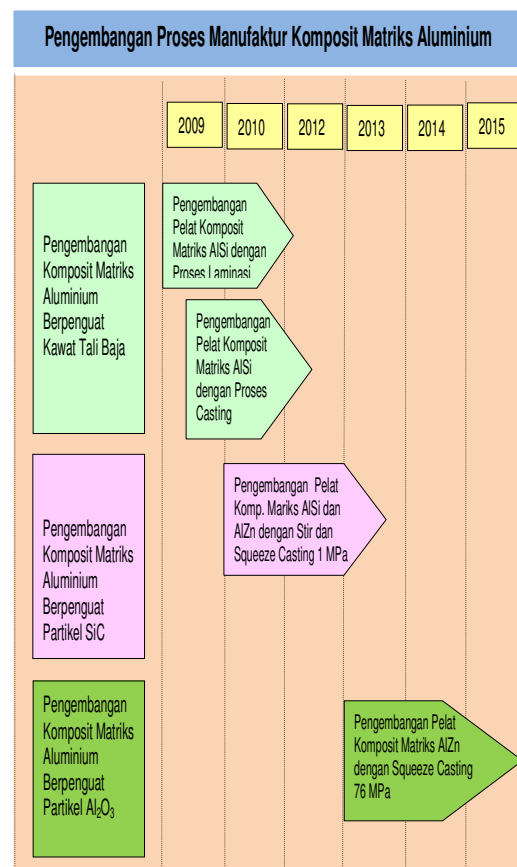 Pengembangan Proses Manufaktur Komposit Matriks Aluminium
2009
2010
2012
2013
2014
2015
Pengembangan
Komposit Matriks
Aluminium
Berpenguat
Kawat Tali Baja
Pengembangan
Pelat Komposit
Matriks AlSi dengan
Proses Laminasi
Pengembangan
Pelat Komposit
Matriks AlSi
dengan Proses
Casting
Pengembangan
Komposit Matriks
Aluminium
Berpenguat
Partikel SiC
Pengembangan Pelat
Komp. Mariks AlSi dan
AlZn dengan Stir dan
Squeeze Casting 1 MPa
Pengembangan
Komposit Matriks
Aluminium
Berpenguat
Partikel Al₂O₃
Pengembangan Pelat
Komposit Matriks AlZn
dengan Squeeze Casting
76 MPa